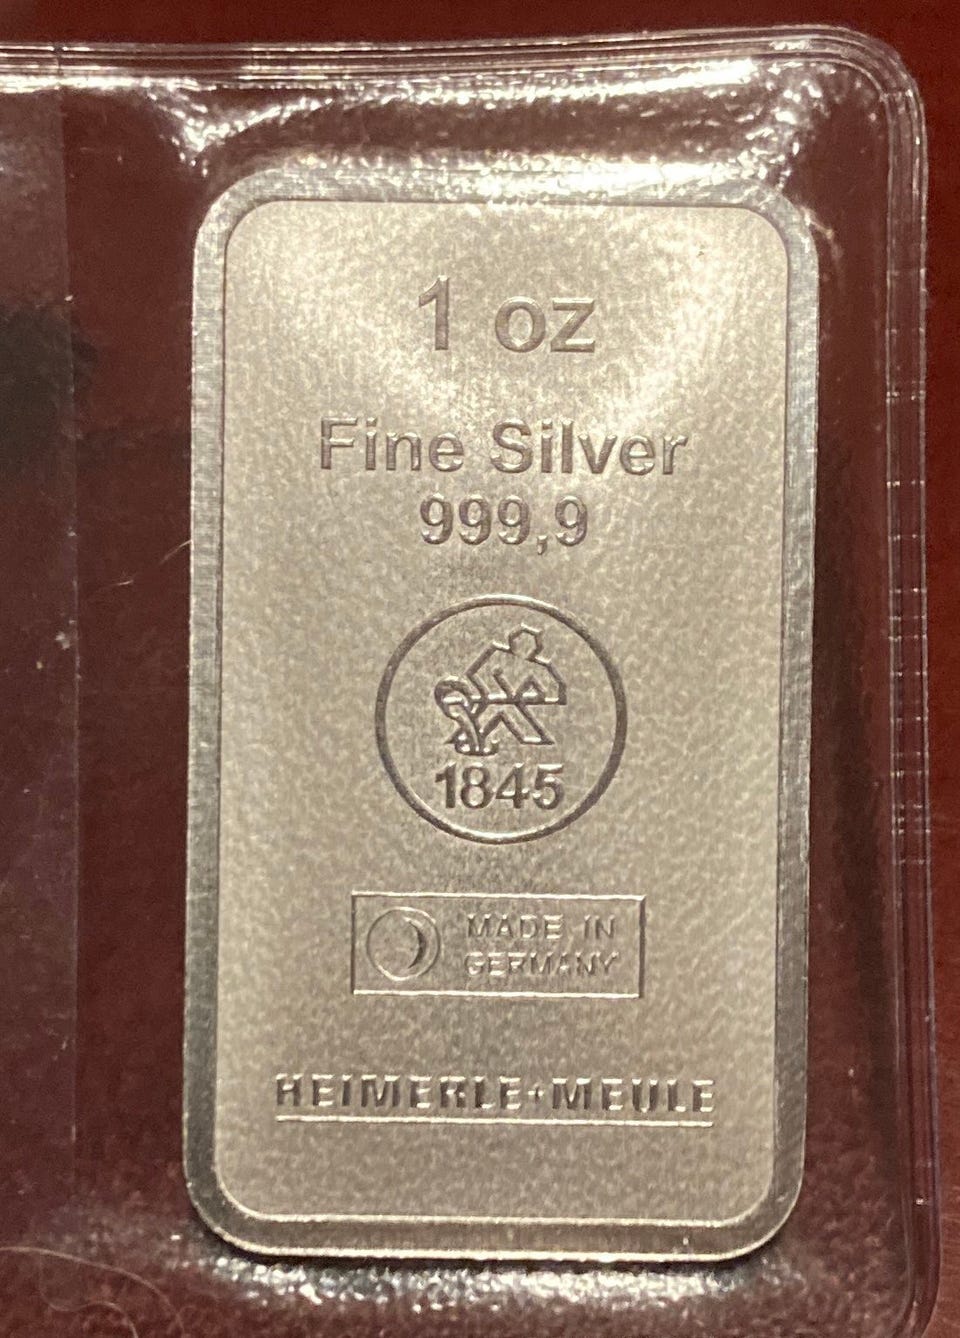 1 oz
Fine Silver
999,9
1845
MADE IN
GERMANY
HEIMERLE+MEULE